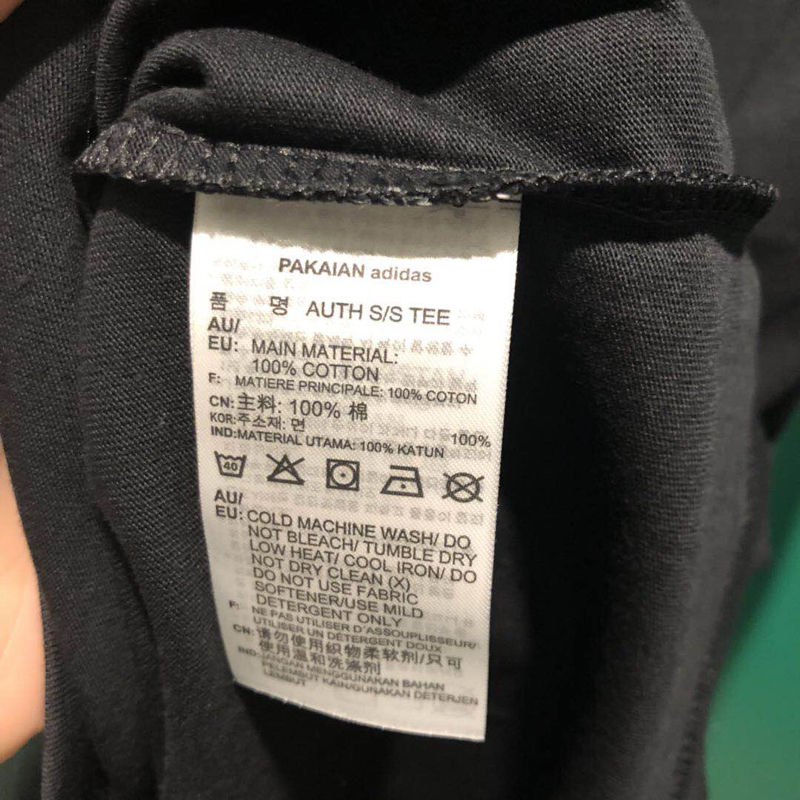 PAKAIAN adidas
품 명 AUTH S/S TEE
AU/
EU: MAIN MATERIAL:
100% COTTON
F: MATIERE PRINCIPALE: 100% COTON
CN: 主料: 100% 棉
KOR: 주소재: 면 100%
IND: MATERIAL UTAMA: 100% KATUN
40
AU/
EU: COLD MACHINE WASH/ DO
NOT BLEACH/ TUMBLE DRY
LOW HEAT/ COOL IRON/ DO
NOT DRY CLEAN (X)
DO NOT USE FABRIC
SOFTENER/USE MILD
DETERGENT ONLY
F: NE PAS UTILISER D'ASSOUPLISSEUR/
UTILISER UN DETERGENT DOUX
CN: 请勿使用织物柔软剂/只可
使用温和洗涤剂
IND: JANGAN MENGGUNAKAN BAHAN
PELEMBUT KAIN/GUNAKAN DETERJEN
LEMBUT